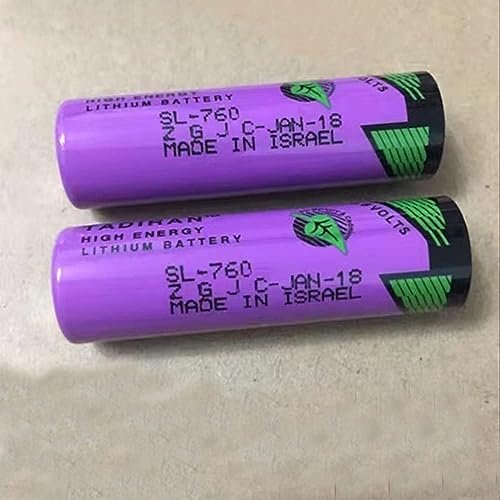 HIGH ENERGY
LITHIUM BATTERY
SL-760
Z G J C-JAN-18
MADE IN ISRAEL
VOLTS
TADIRAN™
HIGH ENERGY
LITHIUM BATTERY
SL-760
Z G J C-JAN-18
MADE IN ISRAEL
VOLTS